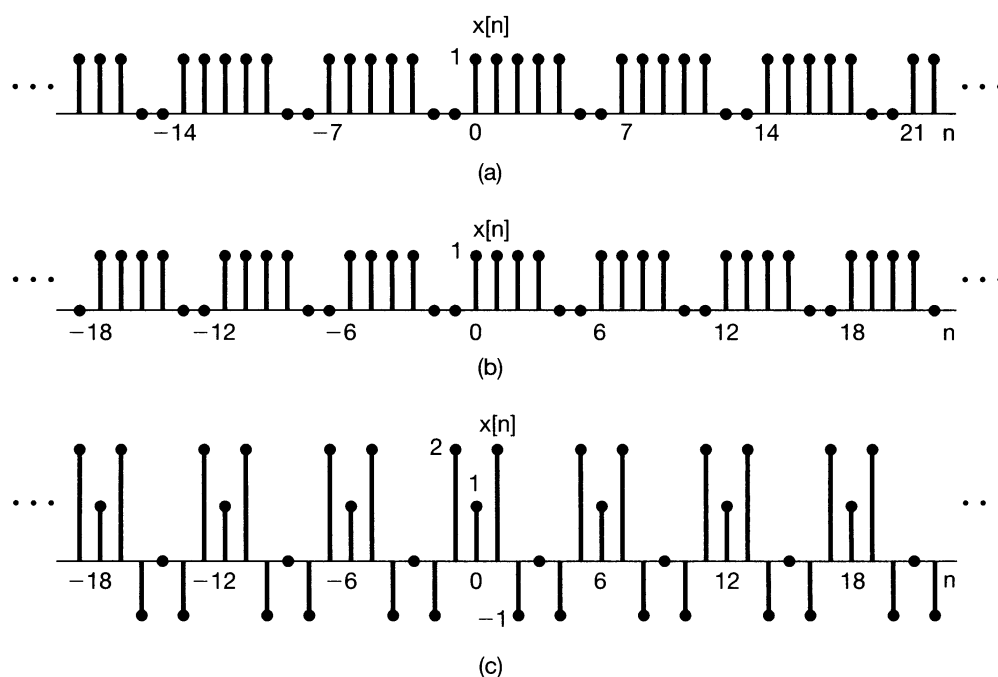 x[n]
1
. . .
. . .
−14
−7
0
7
14
21
n
(a)
x[n]
1
. . .
. . .
−18
−12
−6
0
6
12
18
n
(b)
x[n]
2
1
. . .
. .
−18
−12
−6
0
6
12
18
n
−1
(c)